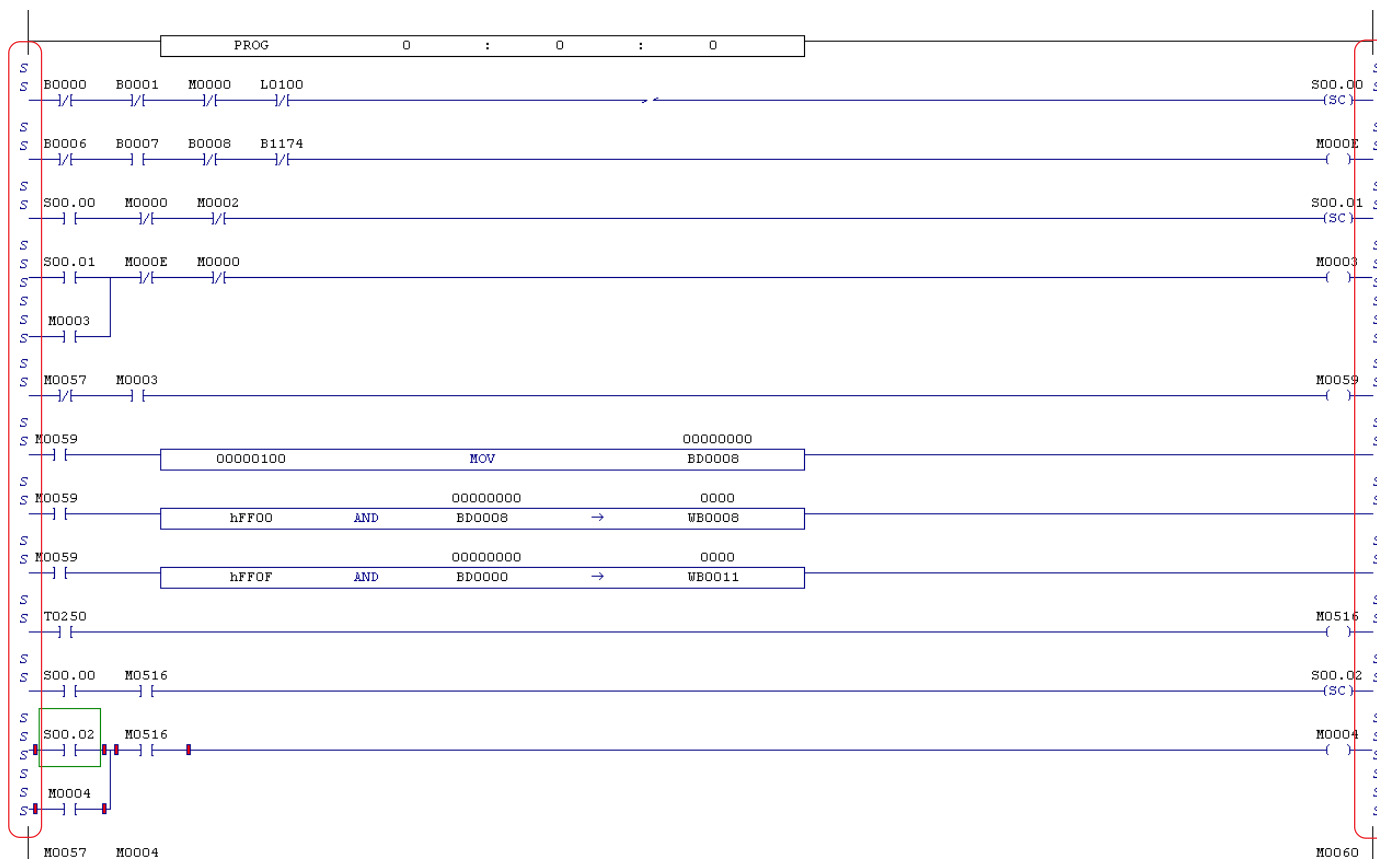 PROG 0 : 0 : 0
S
S B0000 B0001 M0000 L0100 S00.00 S
(SC)
S
S B0006 B0007 B0008 B1174 M000E S
S
S S00.00 M0000 M0002 S00.01 S
(SC)
S
S S00.01 M000E M0000 M0003 S
S
S
S M0003 S
S
S
S M0057 M0003 M0059 S
S
00000000
S M0059 S
00000100 MOV BD0008
S
S M0059 00000000 0000 S
hFF00 AND BD0008 → WB0008
S
S M0059 00000000 0000 S
hFF0F AND BD0000 → WB0011
S
S T0250 M0516 S
S
S S00.00 M0516 S00.02 S
(SC)
S
S S00.02 M0516 M0004 S
S
S
S M0004 S
S
M0057 M0004 M0060